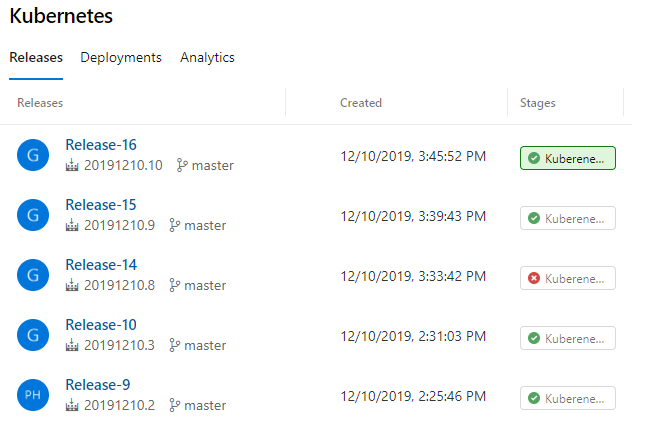 Kubernetes
Releases Deployments Analytics
Releases Created Stages
G Release-16 12/10/2019, 3:45:52 PM Kuberene...
20191210.10 master
G Release-15 12/10/2019, 3:39:43 PM Kuberene...
20191210.9 master
G Release-14 12/10/2019, 3:33:42 PM Kuberene...
20191210.8 master
G Release-10 12/10/2019, 2:31:03 PM Kuberene...
20191210.3 master
PH Release-9 12/10/2019, 2:25:46 PM Kuberene...
20191210.2 master